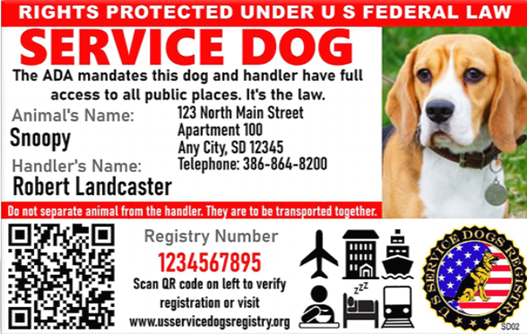 RIGHTS PROTECTED UNDER U S FEDERAL LAW
SERVICE DOG
The ADA mandates this dog and handler have full
access to all public places. It's the law.
Animal's Name:
Snoopy
Handler's Name:
Robert Landcaster
123 North Main Street
Apartment 100
Any City, SD 12345
Telephone: 386-864-8200
Do not separate animal from the handler. They are to be transported together.
Registry Number
1234567895
Scan QR code on left to verify
registration or visit
www.usservicedogsregistry.org
zzz
U S SERVICE DOGS REGISTRY